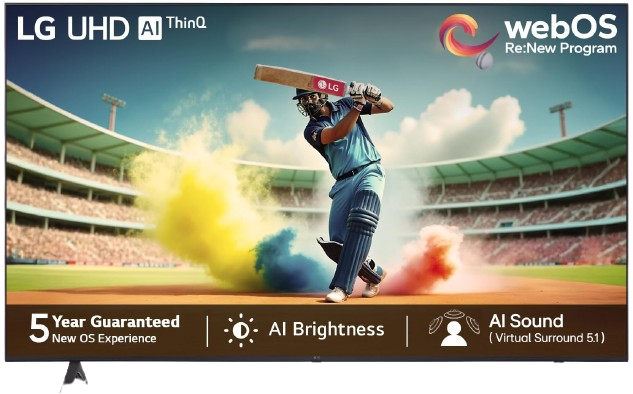 LG UHD AI ThinQ
webOS
Re:New Program
LG
5 Year Guaranteed
New OS Experience
AI Brightness
AI Sound
( Virtual Surround 5.1 )